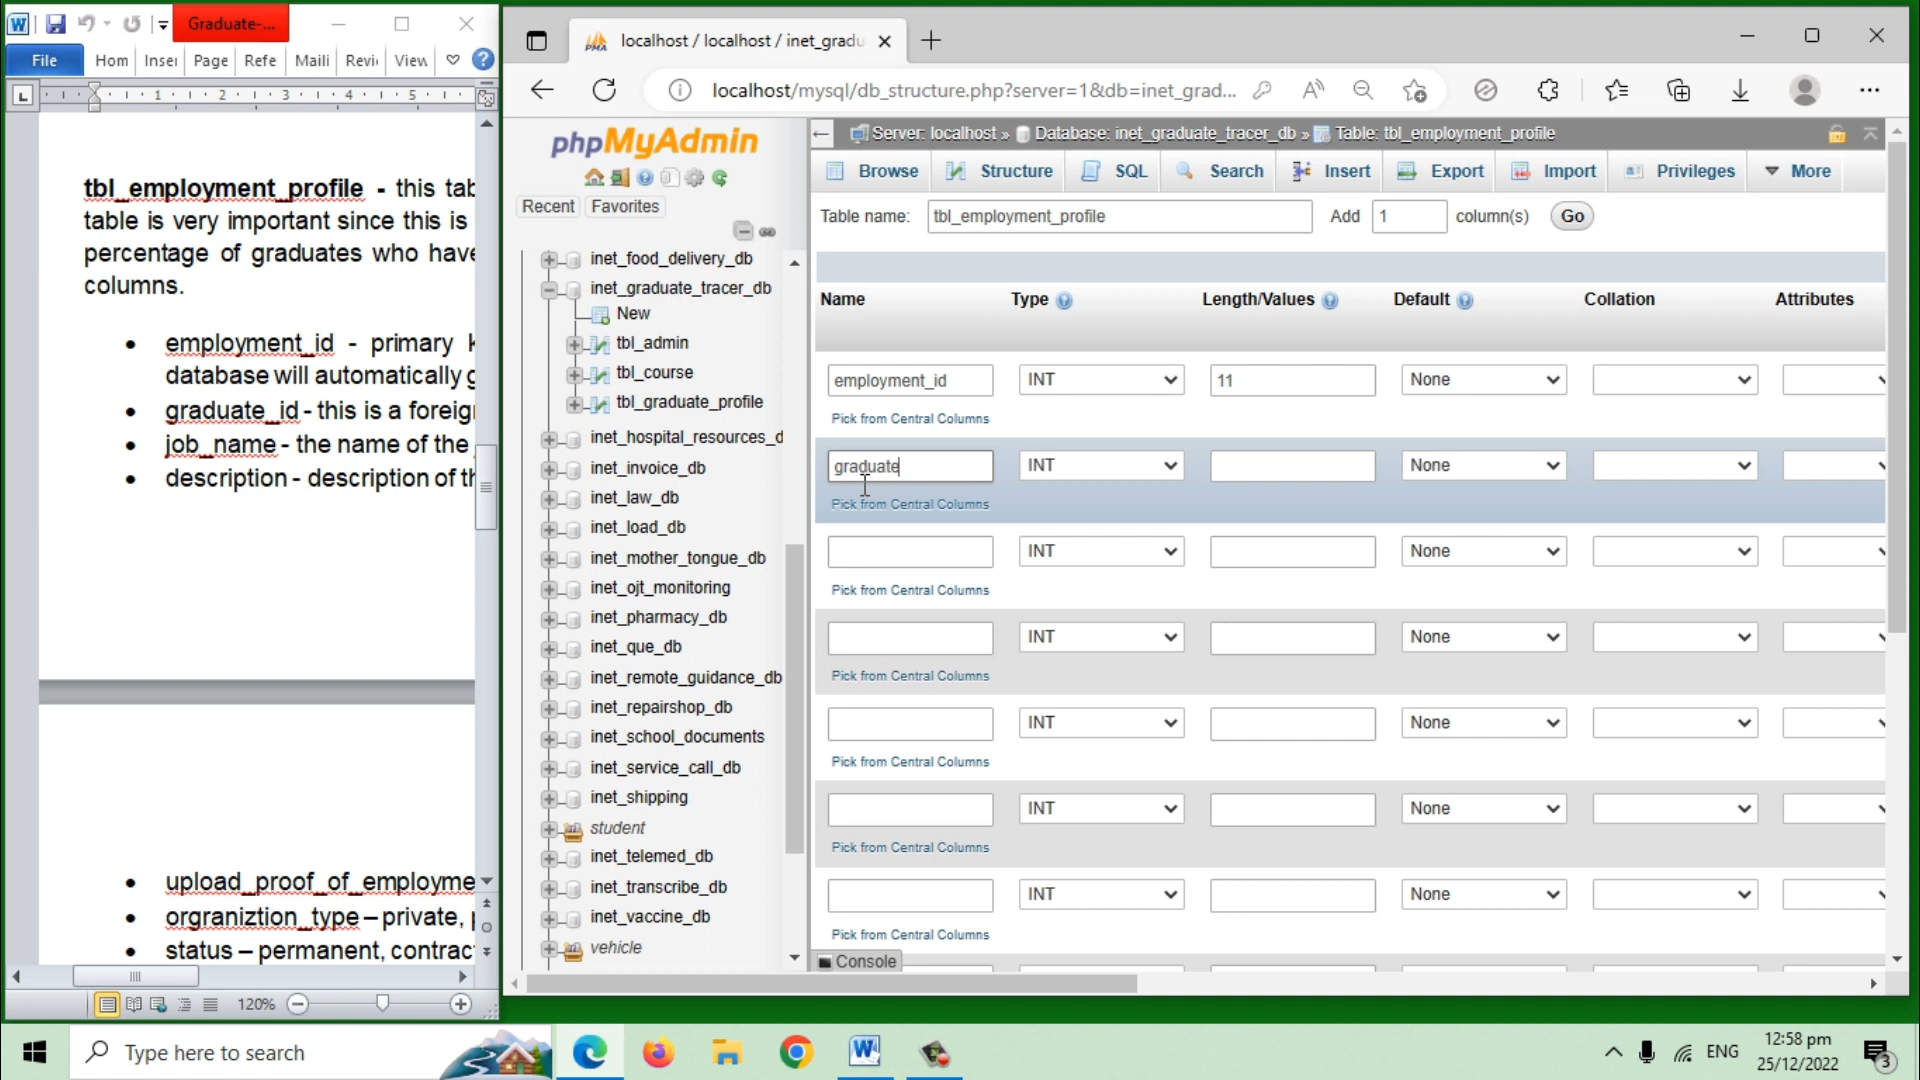 Graduate-...
File Hom Inser Page Refe Maili Revi View
L 1 2 3 4 5
tbl_employment_profile - this tab
table is very important since this is
percentage of graduates who have
columns.
employment_id - primary k
database will automatically g
graduate_id - this is a foreign
job_name - the name of the
description - description of th
upload_proof_of_employme
orgraniztion_type – private, p
status – permanent, contrac
120%
localhost / localhost / inet_gradu
localhost/mysql/db_structure.php?server=1&db=inet_grad...
phpMyAdmin
Recent Favorites
inet_food_delivery_db
inet_graduate_tracer_db
New
tbl_admin
tbl_course
tbl_graduate_profile
inet_hospital_resources_d
inet_invoice_db
inet_law_db
inet_load_db
inet_mother_tongue_db
inet_ojt_monitoring
inet_pharmacy_db
inet_que_db
inet_remote_guidance_db
inet_repairshop_db
inet_school_documents
inet_service_call_db
inet_shipping
student
inet_telemed_db
inet_transcribe_db
inet_vaccine_db
vehicle
Server: localhost » Database: inet_graduate_tracer_db » Table: tbl_employment_profile
Browse Structure SQL Search Insert Export Import Privileges More
Table name: tbl_employment_profile Add 1 column(s) Go
Name Type Length/Values Default Collation Attributes
employment_id INT 11 None
Pick from Central Columns
graduate INT None
Pick from Central Columns
INT None
Pick from Central Columns
INT None
Pick from Central Columns
INT None
Pick from Central Columns
INT None
Pick from Central Columns
INT None
Pick from Central Columns
Console
Type here to search
ENG
12:58 pm
25/12/2022
3